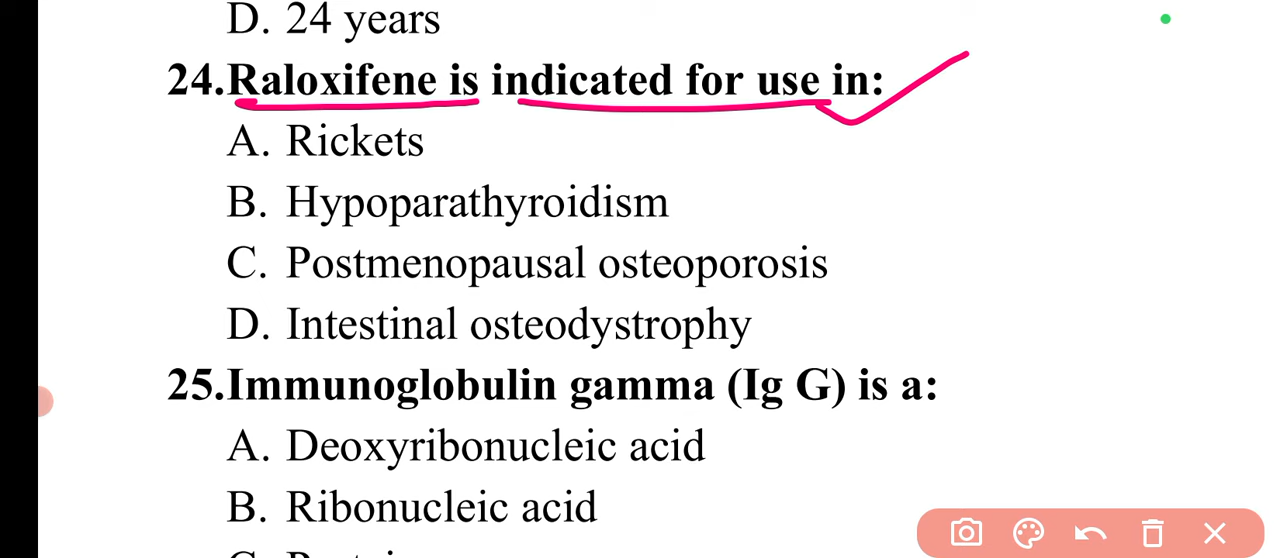 D. 24 years
24.Raloxifene is indicated for use in:
A. Rickets
B. Hypoparathyroidism
C. Postmenopausal osteoporosis
D. Intestinal osteodystrophy
25.Immunoglobulin gamma (Ig G) is a:
A. Deoxyribonucleic acid
B. Ribonucleic acid